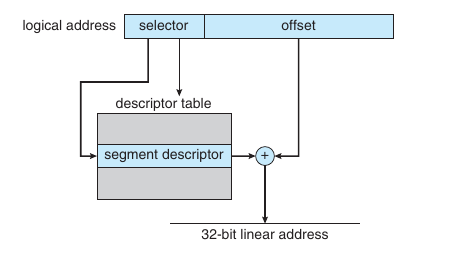 logical address selector offset
descriptor table
segment descriptor +
32-bit linear address